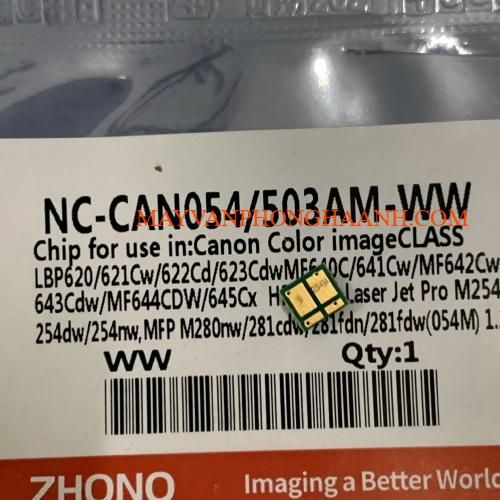 NC-CAN054/503AM-WW
MAYVANPHONGHAANH.COM
Chip for use in:Canon Color imageCLASS
LBP620/621Cw/622Cd/623CdwMF640C/641Cw/MF642Cw
643Cdw/MF644CDW/645Cx H Laser Jet Pro M254
254dw/254nw,MFP M280nw/281cdw/281fdn/281fdw(054M) 1.
WW Qty:1
ZHONO Imaging a Better World